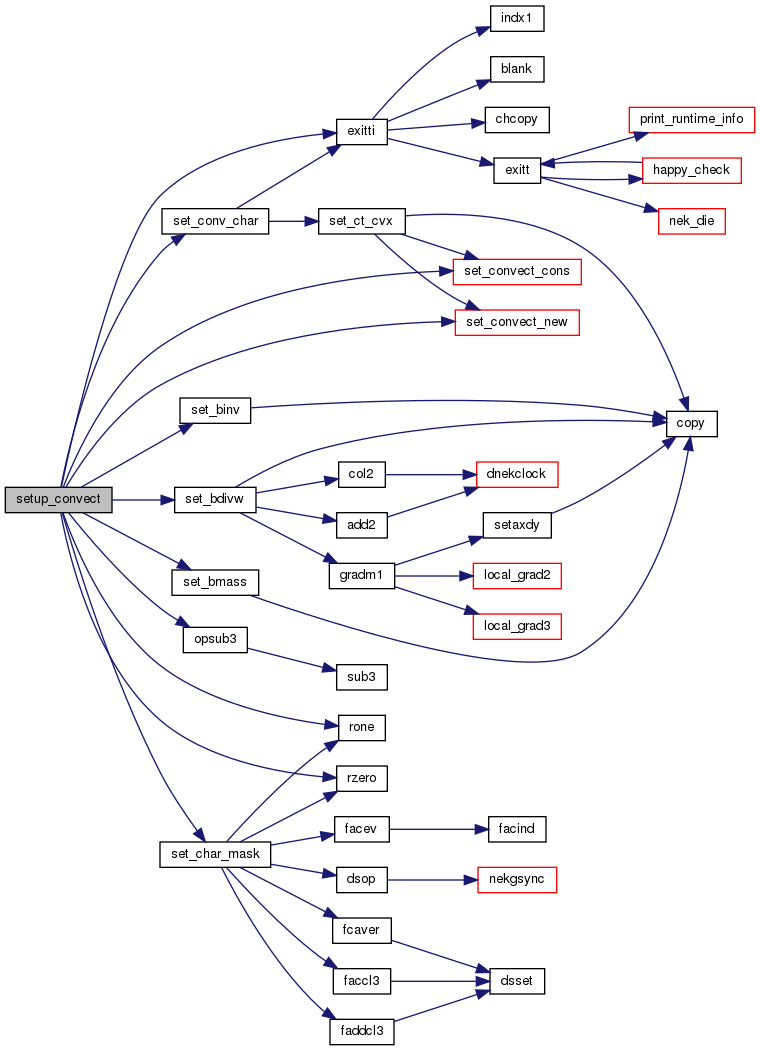 indx1
blank
chcopy
print_runtime_info
exitti
exitt
happy_check
nek_die
set_conv_char
set_ct_cvx
set_convect_cons
set_convect_new
set_binv
copy
col2
dnekclock
setup_convect
set_bdivw
add2
setaxdy
set_bmass
gradm1
local_grad2
local_grad3
opsub3
sub3
rone
rzero
facev
facind
set_char_mask
dsop
nekgsync
fcaver
faccl3
dsset
faddcl3